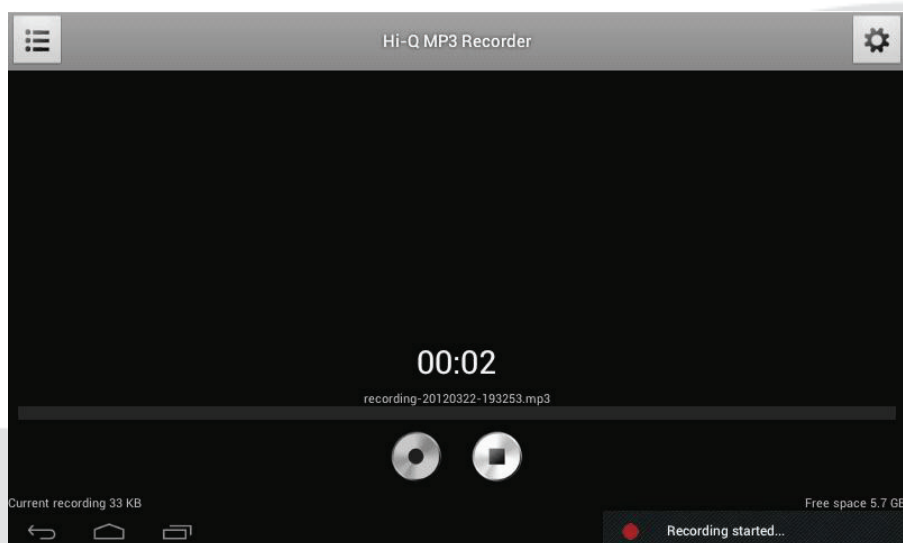 Hi-Q MP3 Recorder
00:02
recording-20120322-193253.mp3
Current recording 33 KB
Free space 5.7 GB
Recording started...